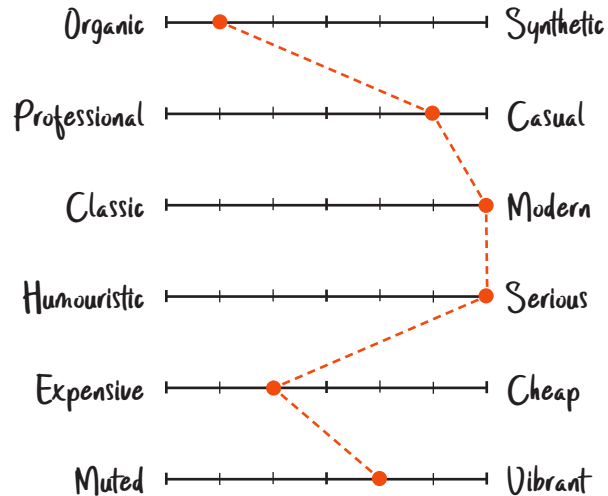 Organic Synthetic
Professional Casual
Classic Modern
Humouristic Serious
Expensive Cheap
Muted Vibrant